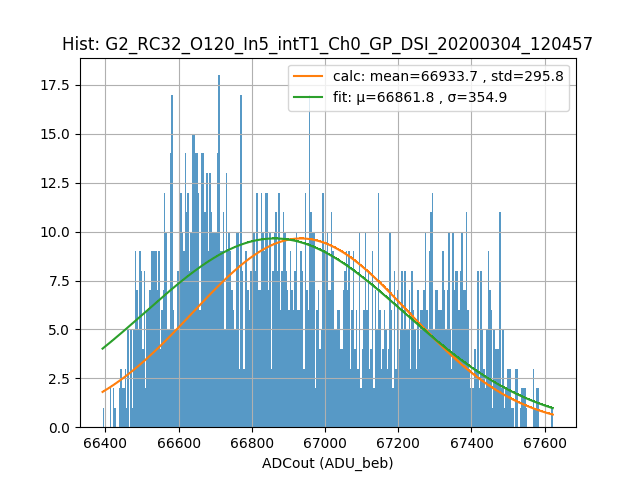 Hist: G2_RC32_O120_In5_intT1_Ch0_GP_DSI_20200304_120457
calc: mean=66933.7 , std=295.8
fit: μ=66861.8 , σ=354.9
17.5
15.0
12.5
10.0
7.5
5.0
2.5
0.0
66400 66600 66800 67000 67200 67400 67600
ADCout (ADU_beb)